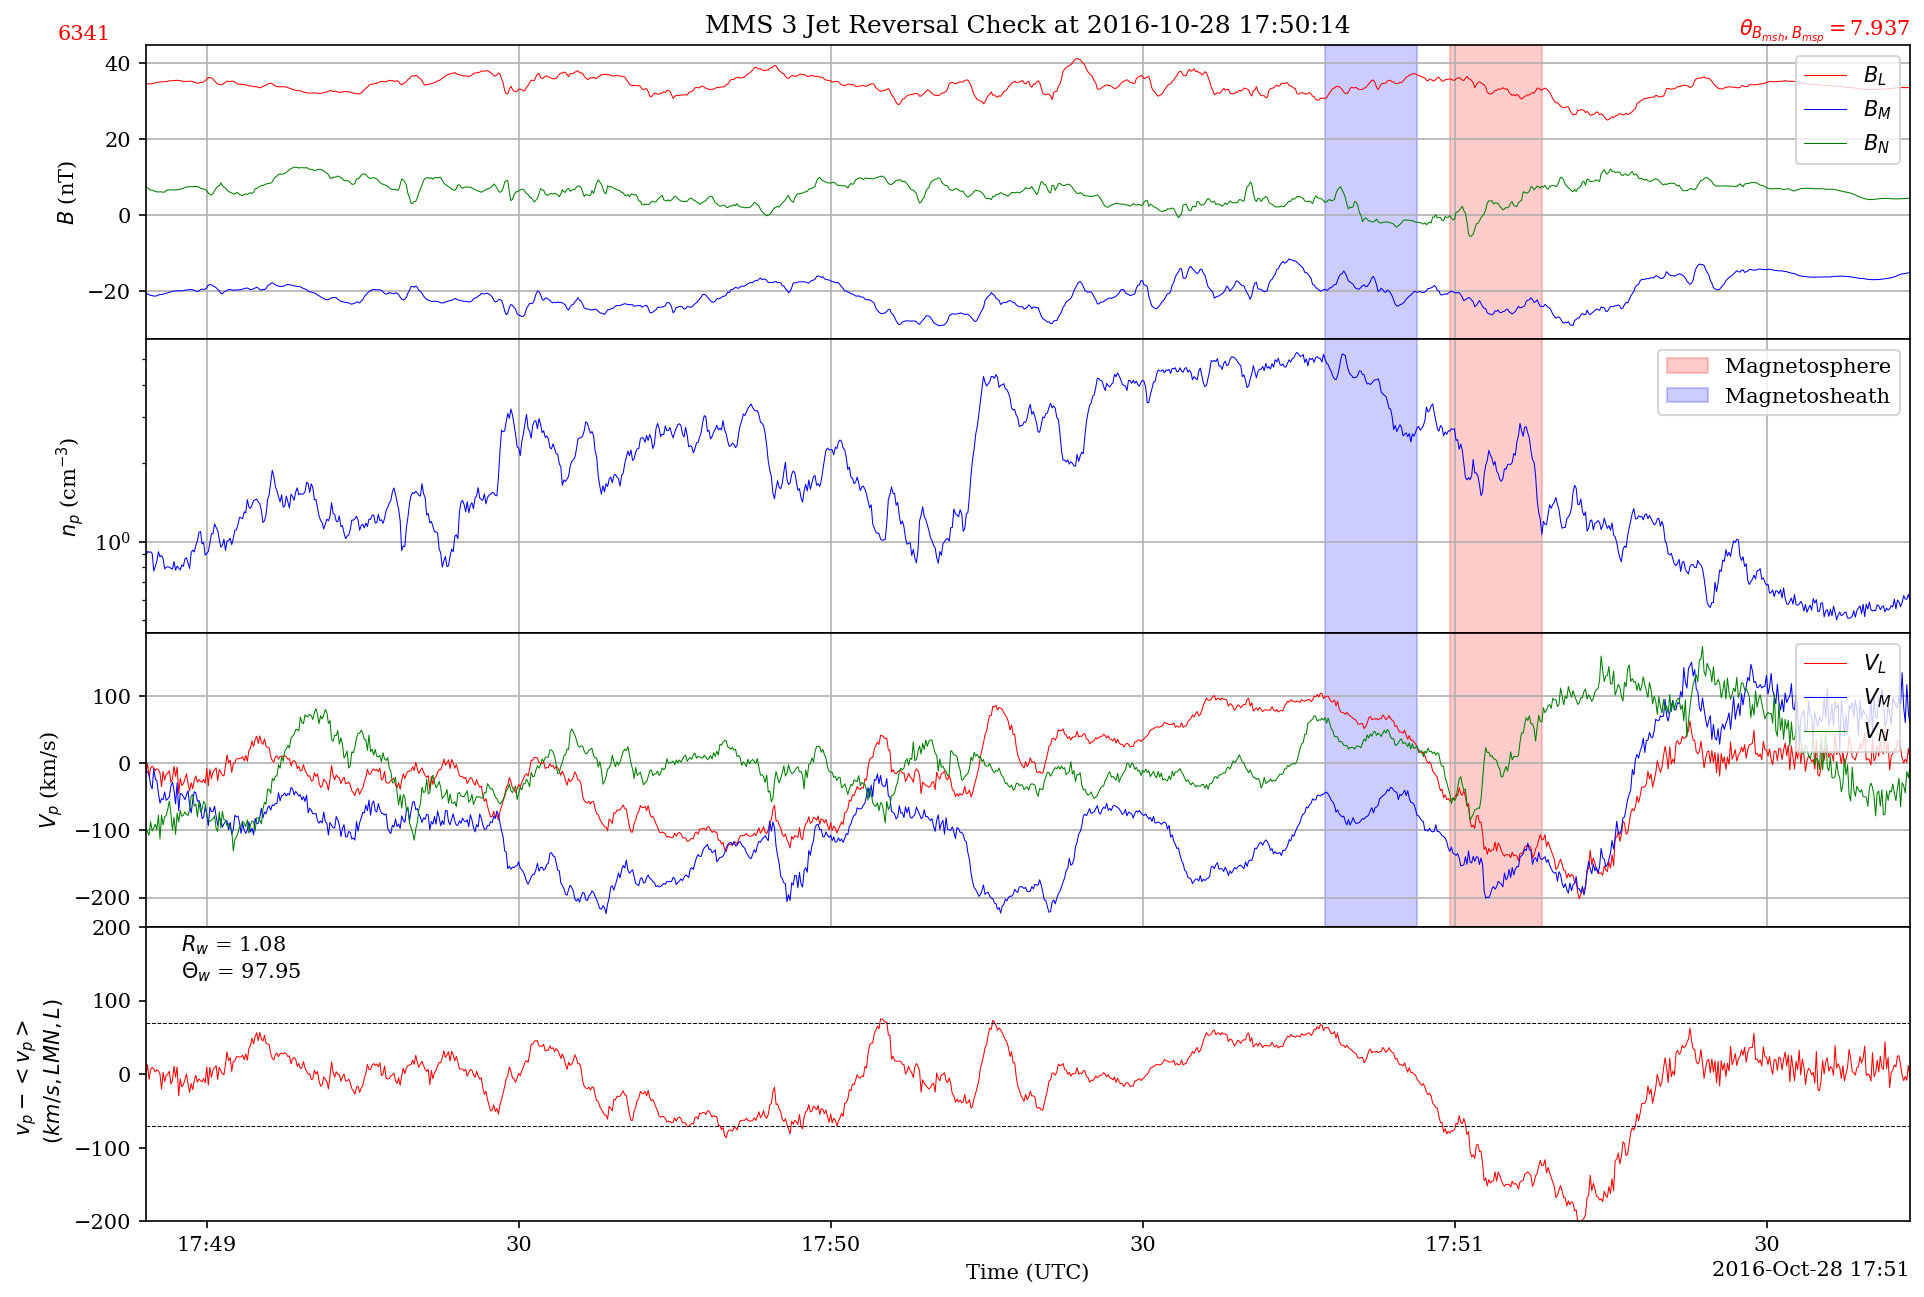 MMS 3 Jet Reversal Check at 2016-10-28 17:50:14
6341
θ_{B_{msh}, B_{msp}} = 7.937
40
20
0
−20
B (nT)
B_L
B_M
B_N
10^0
n_p (cm^{−3})
Magnetosphere
Magnetosheath
100
0
−100
−200
V_p (km/s)
V_L
V_M
V_N
200
100
0
−100
−200
v_p − < v_p >
(km/s, LMN, L)
R_w = 1.08
Θ_w = 97.95
17:49
30
17:50
30
17:51
30
Time (UTC)
2016-Oct-28 17:51